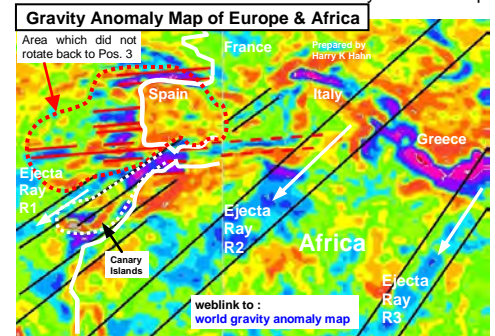 Gravity Anomaly Map of Europe & Africa
Area which did not
rotate back to Pos. 3
France
Prepared by
Harry K Hahn
Spain
Italy
Greece
Ejecta
Ray
R1
Ejecta
Ray
R2
Africa
Canary
Islands
Ejecta
Ray
R3
weblink to :
world gravity anomaly map